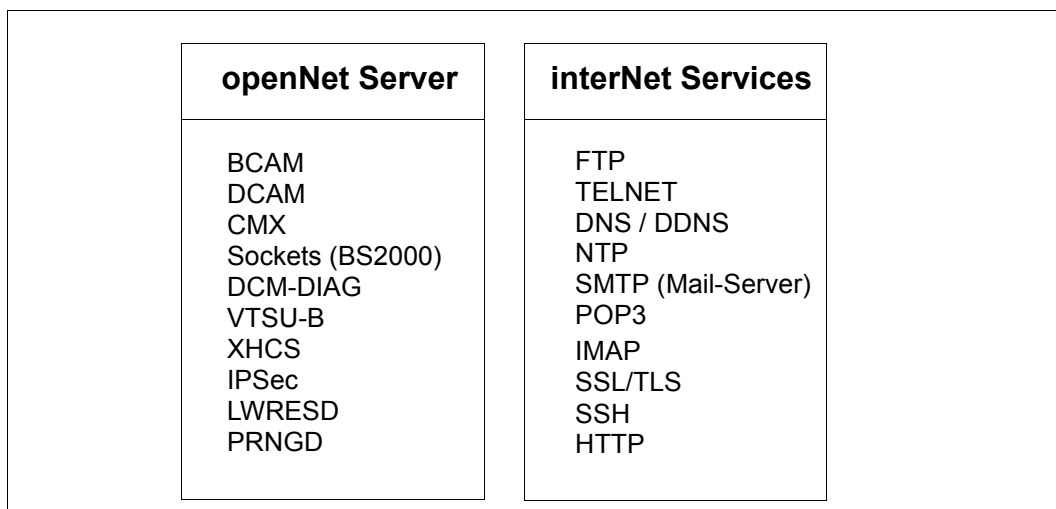 openNet Server
BCAM
DCAM
CMX
Sockets (BS2000)
DCM-DIAG
VTSU-B
XHCS
IPSec
LWRESD
PRNGD
interNet Services
FTP
TELNET
DNS / DDNS
NTP
SMTP (Mail-Server)
POP3
IMAP
SSL/TLS
SSH
HTTP